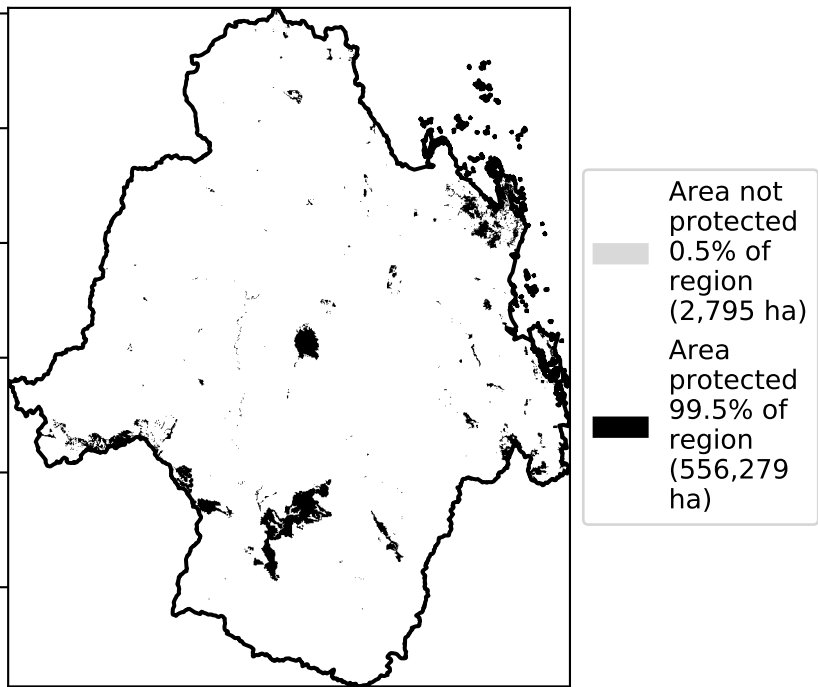 Area not
protected
0.5% of
region
(2,795 ha)
Area
protected
99.5% of
region
(556,279
ha)